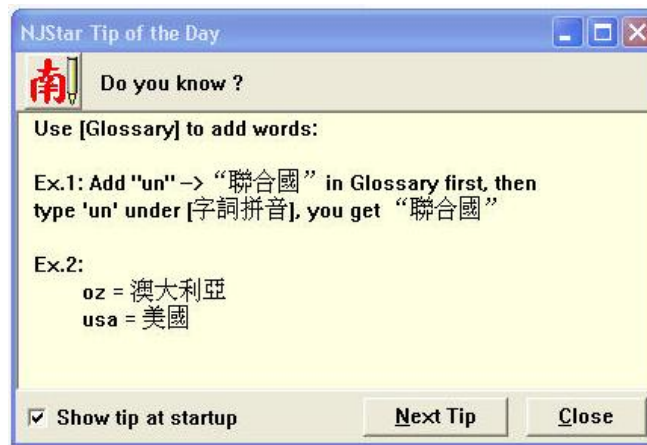 NJStar Tip of the Day
南 Do you know ?
Use [Glossary] to add words:
Ex.1: Add "un" –> “聯合國” in Glossary first, then
type 'un' under [字詞拼音], you get “聯合國”
Ex.2:
oz = 澳大利亞
usa = 美國
Show tip at startup
Next Tip
Close